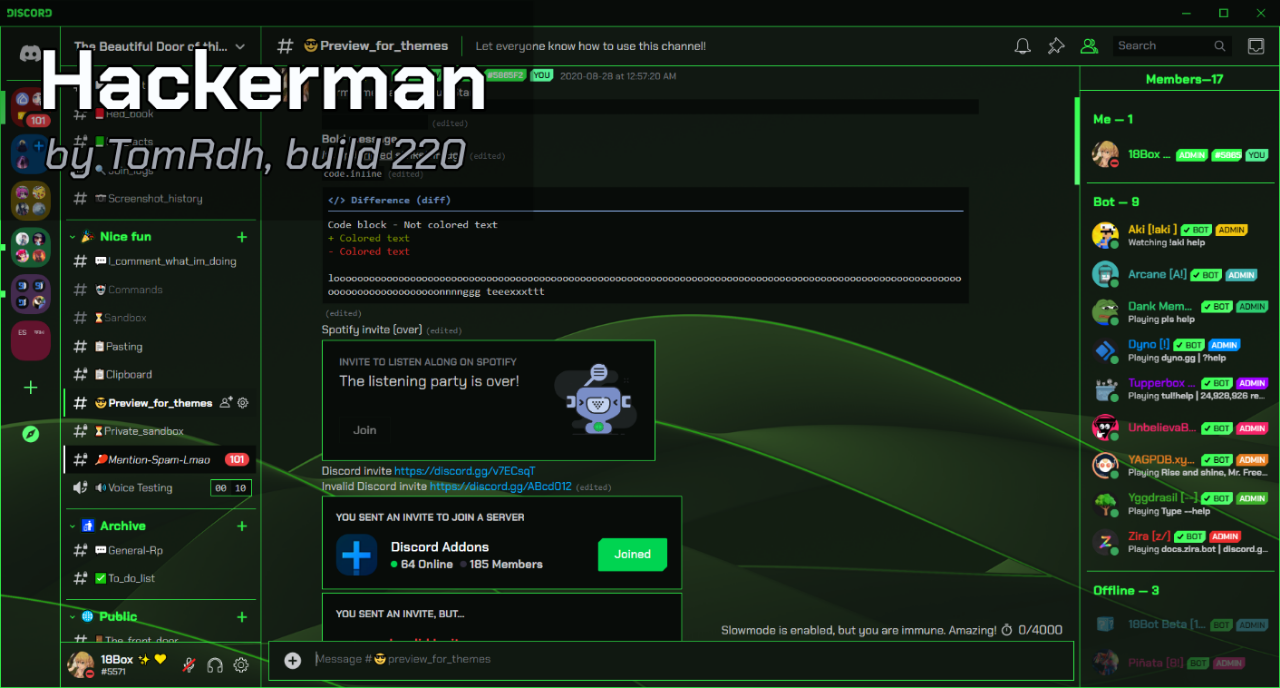 DISCORD
The Beautiful Door of thi...
# 😎Preview_for_themes
Let everyone know how to use this channel!
Search
Hackerman
by TomRdh, build 220
#5865F2 YOU 2020-08-28 at 12:57:20 AM
(edited)
(edited)
code.inline (edited)
</> Difference (diff)
Code block - Not colored text
+ Colored text
- Colored text
(edited)
Spotify invite [over] (edited)
INVITE TO LISTEN ALONG ON SPOTIFY
The listening party is over!
Join
Discord invite https://discord.gg/v7ECsqT
Invalid Discord invite https://discord.gg/ABcd012 (edited)
YOU SENT AN INVITE TO JOIN A SERVER
Discord Addons
64 Online 185 Members
Joined
YOU SENT AN INVITE, BUT...
Slowmode is enabled, but you are immune. Amazing! 0/4000
Message #😎preview_for_themes
101
ES
Red_book
Join_logs
Screenshot_history
Nice fun
I_comment_what_im_doing
Commands
Sandbox
Pasting
Clipboard
Preview_for_themes
Private_sandbox
Mention-Spam-Lmao 101
Voice Testing 00 10
Archive
General-Rp
To_do_list
Public
The_front_door
18Box ✨ 💛
#5571
Members—17
Me — 1
18Box ... ADMIN #5865 YOU
Bot — 9
Aki [!aki ] ✓ BOT ADMIN
Watching !aki help
Arcane [A!] ✓ BOT ADMIN
Dank Mem... ✓ BOT ADMIN
Playing pls help
Dyno [!] ✓ BOT ADMIN
Playing dyno.gg | ?help
Tupperbox ... ✓ BOT ADMIN
Playing tul!help | 24,928,926 re...
UnbelievaB... ✓ BOT ADMIN
YAGPDB.xy... ✓ BOT ADMIN
Playing Rise and shine, Mr. Free...
Yggdrasil [--] ✓ BOT ADMIN
Playing Type --help
Zira [z/] ✓ BOT ADMIN
Playing docs.zira.bot | discord.g...
Offline — 3
18Bot Beta [1... BOT ADMIN
Piñata [8!] BOT ADMIN